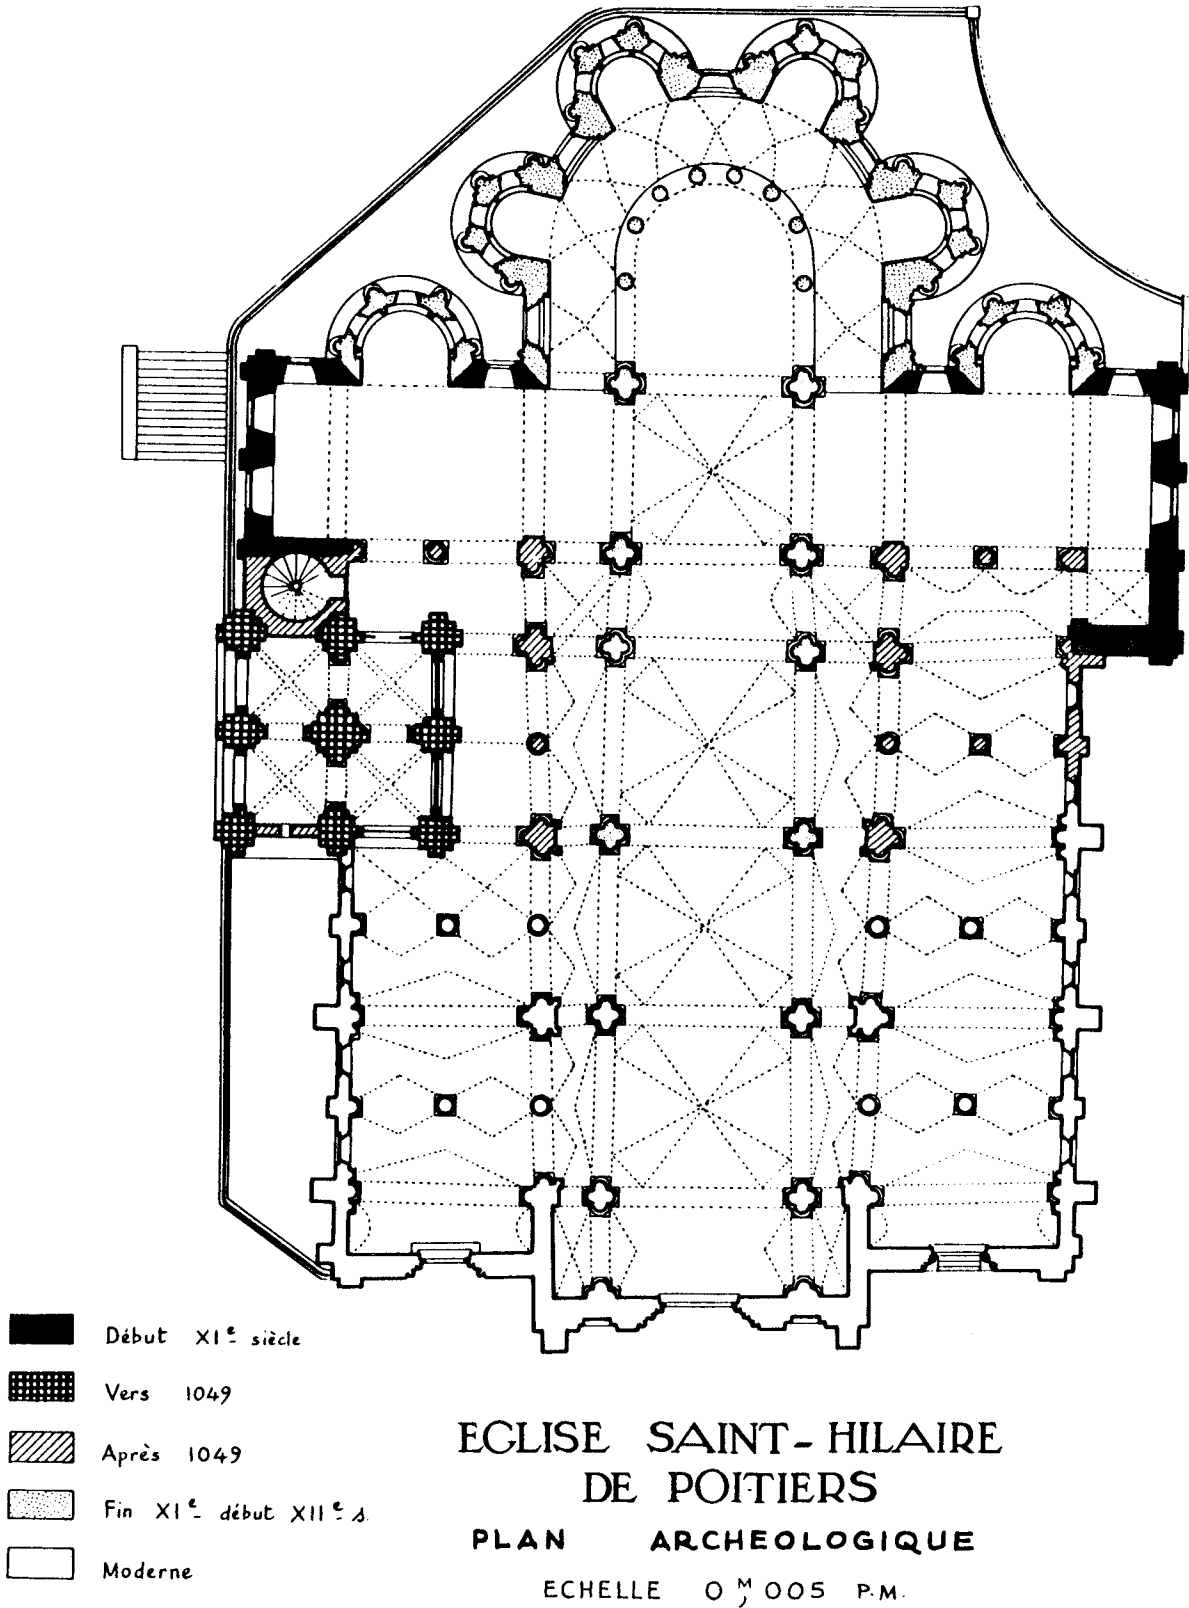 Début XIe siècle
Vers 1049
Après 1049
Fin XIe début XIIe s.
Moderne
EGLISE SAINT-HILAIRE
DE POITIERS
PLAN ARCHEOLOGIQUE
ECHELLE 0M,005 P.M.